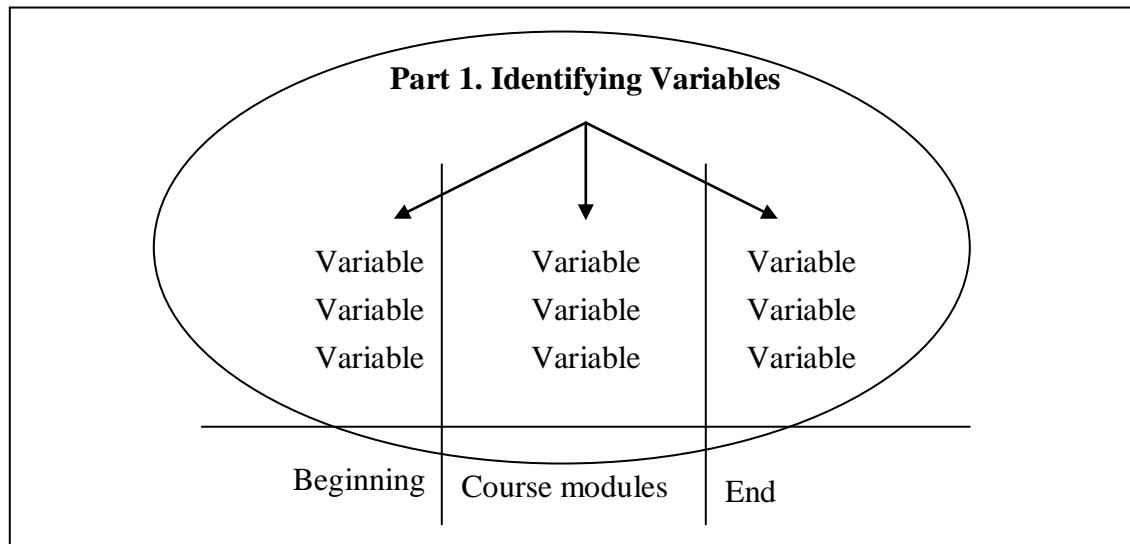 Part 1. Identifying Variables
Variable Variable Variable
Variable Variable Variable
Variable Variable Variable
Beginning Course modules End